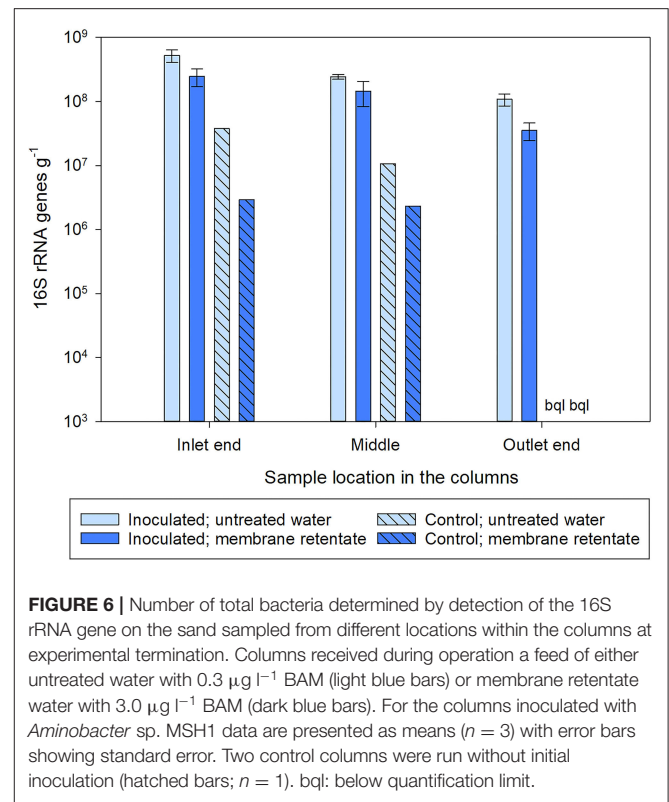 10⁹
10⁸
10⁷
10⁶
10⁵
10⁴
10³
16S rRNA genes g⁻¹
bql bql
Inlet end Middle Outlet end
Sample location in the columns
Inoculated; untreated water Control; untreated water
Inoculated; membrane retentate Control; membrane retentate
FIGURE 6 | Number of total bacteria determined by detection of the 16S
rRNA gene on the sand sampled from different locations within the columns at
experimental termination. Columns received during operation a feed of either
untreated water with 0.3 μg l⁻¹ BAM (light blue bars) or membrane retentate
water with 3.0 μg l⁻¹ BAM (dark blue bars). For the columns inoculated with
Aminobacter sp. MSH1 data are presented as means (n = 3) with error bars
showing standard error. Two control columns were run without initial
inoculation (hatched bars; n = 1). bql: below quantification limit.